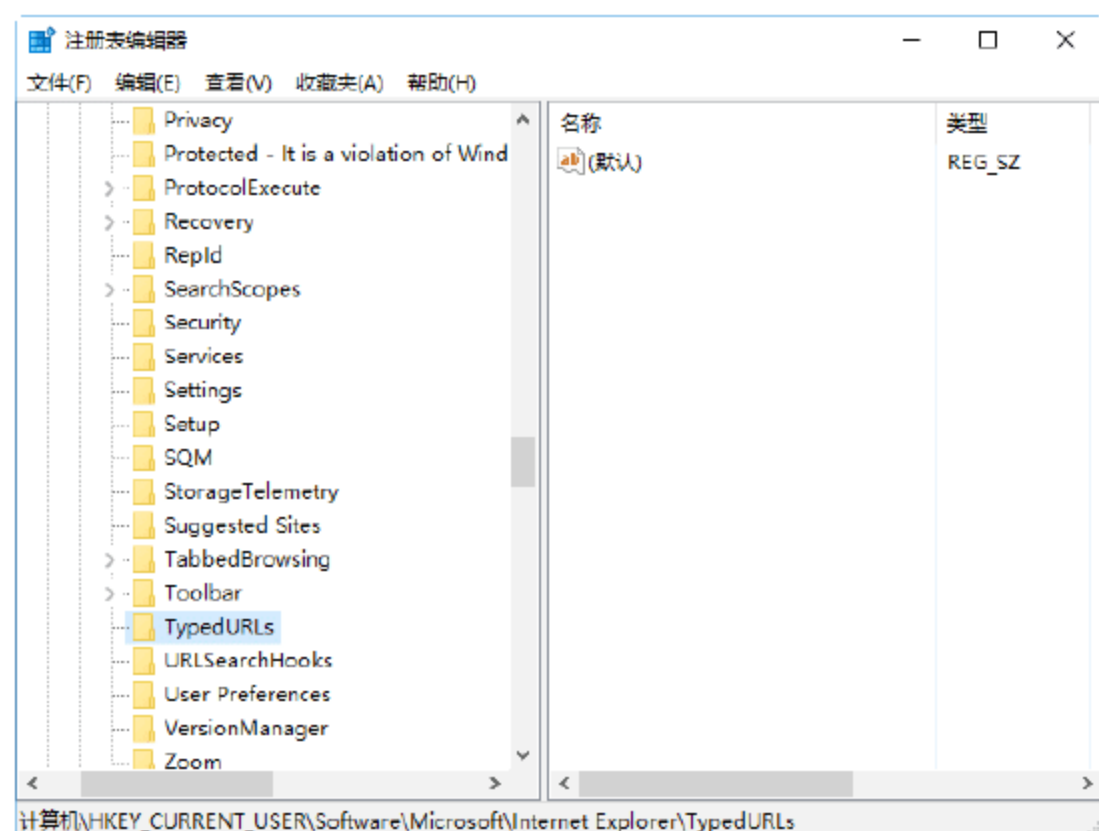 注册表编辑器
文件(F) 编辑(E) 查看(V) 收藏夹(A) 帮助(H)
Privacy
Protected - It is a violation of Wind
ProtocolExecute
Recovery
RepId
SearchScopes
Security
Services
Settings
Setup
SQM
StorageTelemetry
Suggested Sites
TabbedBrowsing
Toolbar
TypedURLs
URLSearchHooks
User Preferences
VersionManager
Zoom
名称 类型
ab (默认) REG_SZ
计算机\HKEY_CURRENT_USER\Software\Microsoft\Internet Explorer\TypedURLs